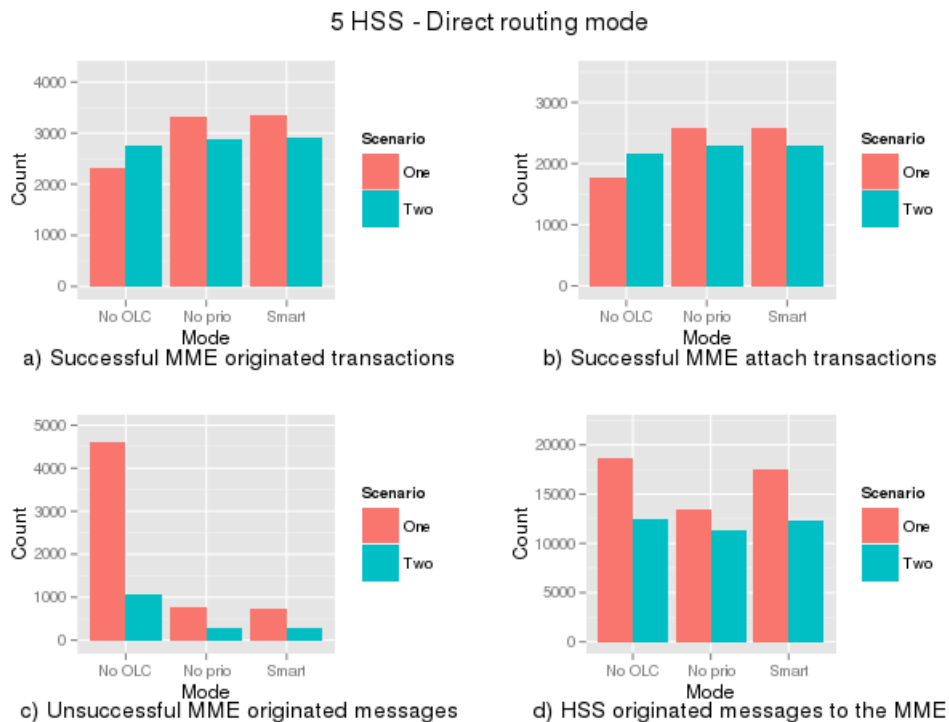 5 HSS - Direct routing mode
4000
3000
2000
1000
0
Count
No OLC No prio Smart
Mode
Scenario
One
Two
a) Successful MME originated transactions
3000
2000
1000
0
Count
No OLC No prio Smart
Mode
Scenario
One
Two
b) Successful MME attach transactions
5000
4000
3000
2000
1000
0
Count
No OLC No prio Smart
Mode
Scenario
One
Two
c) Unsuccessful MME originated messages
20000
15000
10000
5000
0
Count
No OLC No prio Smart
Mode
Scenario
One
Two
d) HSS originated messages to the MME